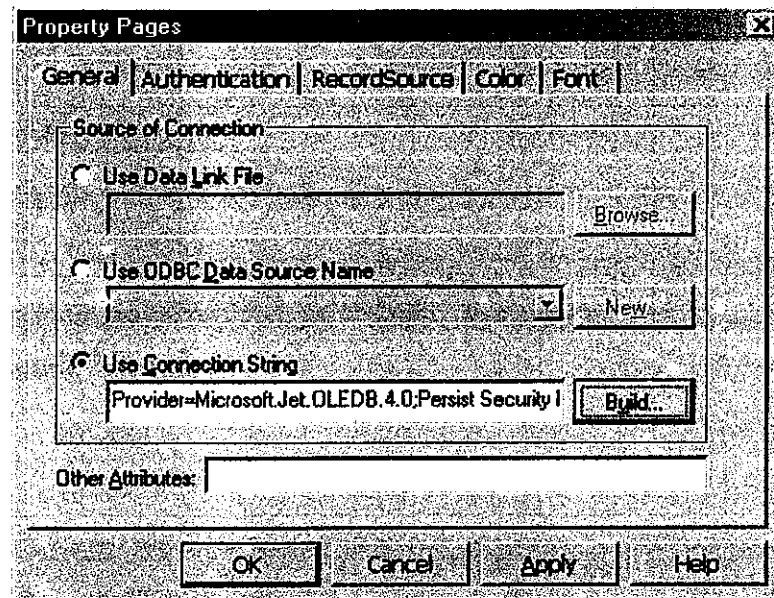 Property Pages
General Authentication RecordSource Color Font
Source of Connection
Use Data Link File
Browse...
Use ODBC Data Source Name
New...
Use Connection String
Provider=Microsoft.Jet.OLEDB.4.0;Persist Security I
Build...
Other Attributes:
OK Cancel Apply Help